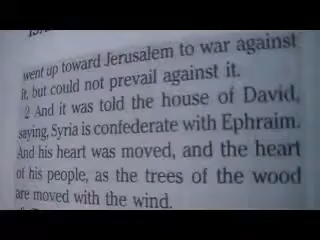 went up toward Jerusalem to war against
it, but could not prevail against it.
2 And it was told the house of David,
saying, Syria is confederate with Ephraim.
And his heart was moved, and the heart
of his people, as the trees of the wood
are moved with the wind.